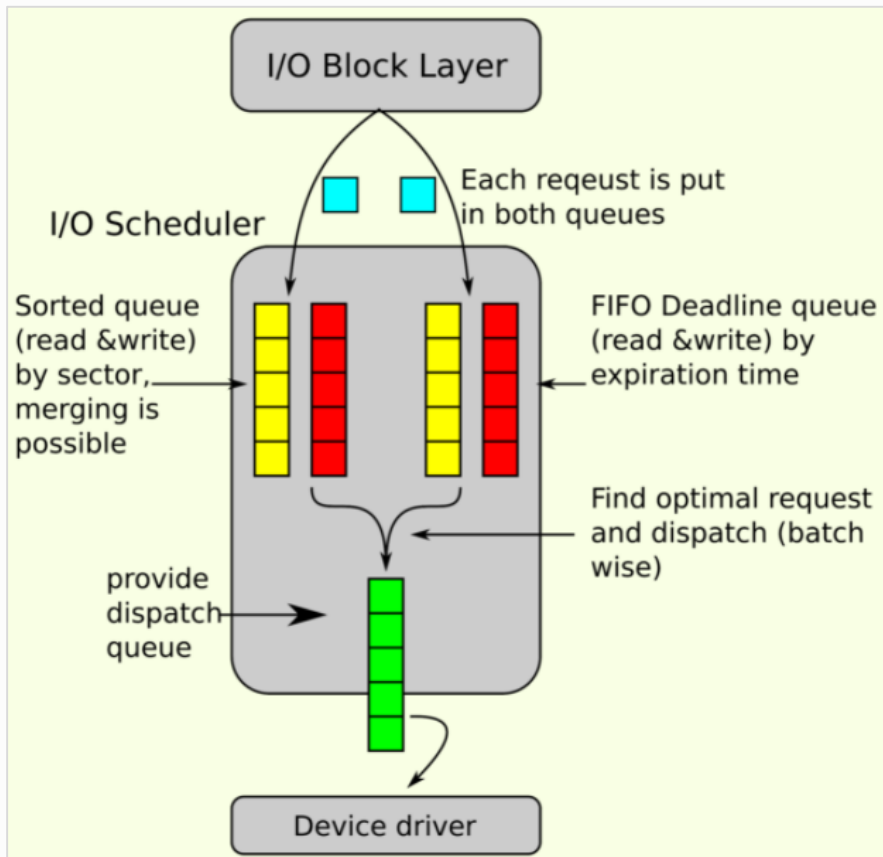 I/O Block Layer
Each reqeust is put
in both queues
I/O Scheduler
Sorted queue
(read &write)
by sector,
merging is
possible
FIFO Deadline queue
(read &write) by
expiration time
Find optimal request
and dispatch (batch
wise)
provide
dispatch
queue
Device driver